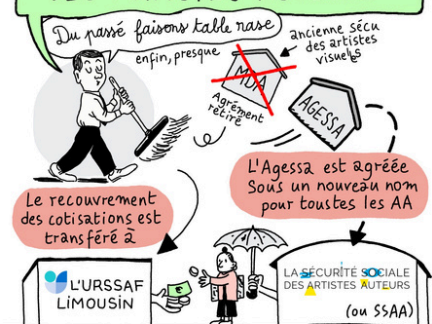 Du passé faisons table rase
enfin, presque
ancienne sécu
des artistes
visuels
MDA
Agrément
retiré
AGESSA
L'Agessa est agréée
sous un nouveau nom
pour toustes les AA
Le recouvrement
des cotisations est
transféré à
L'URSSAF
LIMOUSIN
LA SÉCURITÉ SOCIALE
DES ARTISTES AUTEURS
(ou SSAA)